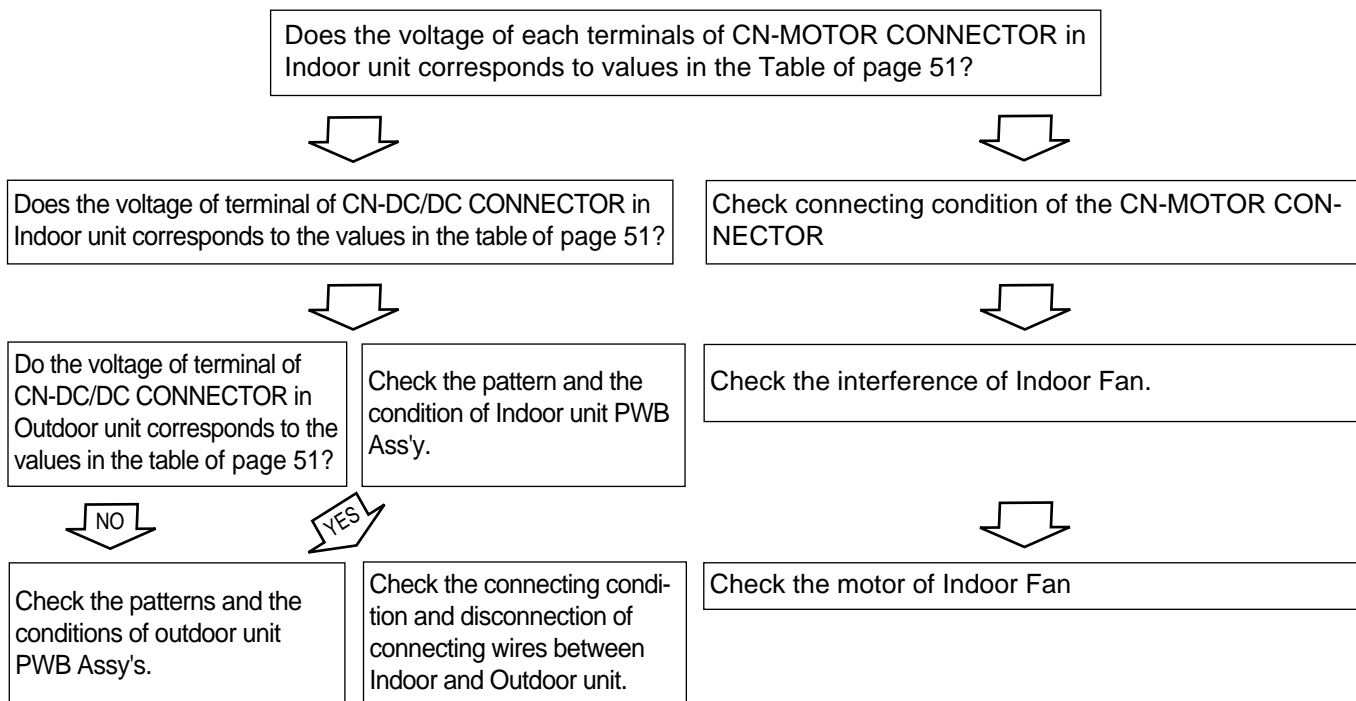 Does the voltage of each terminals of CN-MOTOR CONNECTOR in
Indoor unit corresponds to values in the Table of page 51?
Does the voltage of terminal of CN-DC/DC CONNECTOR in
Indoor unit corresponds to the values in the table of page 51?
Check connecting condition of the CN-MOTOR CON-
NECTOR
Do the voltage of terminal of
CN-DC/DC CONNECTOR in
Outdoor unit corresponds to the
values in the table of page 51?
Check the pattern and the
condition of Indoor unit PWB
Ass'y.
Check the interference of Indoor Fan.
NO
YES
Check the patterns and the
conditions of outdoor unit
PWB Assy's.
Check the connecting condi-
tion and disconnection of
connecting wires between
Indoor and Outdoor unit.
Check the motor of Indoor Fan